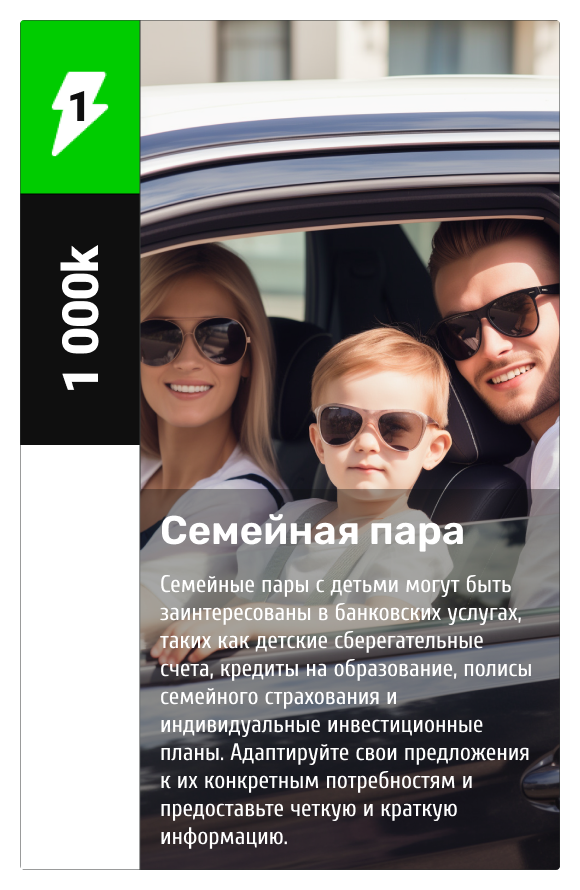 1
1 000k
Семейная пара
Семейные пары с детьми могут быть
заинтересованы в банковских услугах,
таких как детские сберегательные
счета, кредиты на образование, полисы
семейного страхования и
индивидуальные инвестиционные
планы. Адаптируйте свои предложения
к их конкретным потребностям и
предоставьте четкую и краткую
информацию.